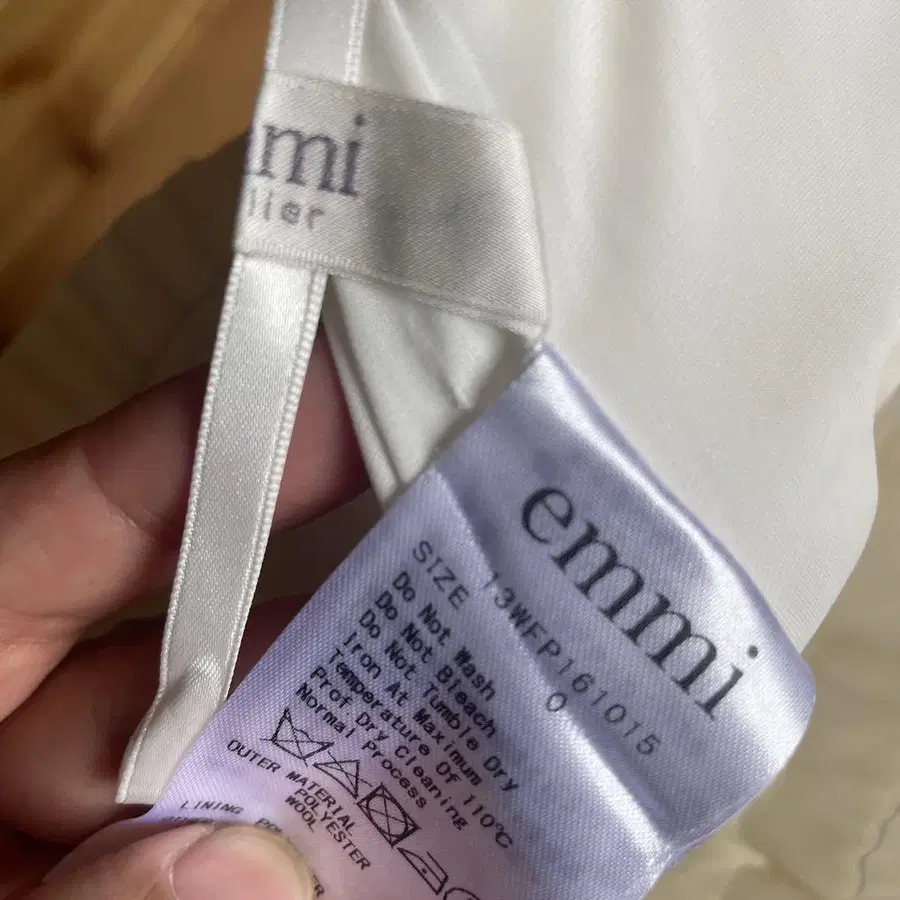 mmi
lier
emmi
13WFP161015
SIZE 0
Do Not Wash
Do Not Bleach
Do Not Tumble Dry
Iron At Maximum
Temperature Of 110℃
Prof Dry Cleaning
Normal Process
OUTER MATERIAL
POLYESTER
WOOL
LINING